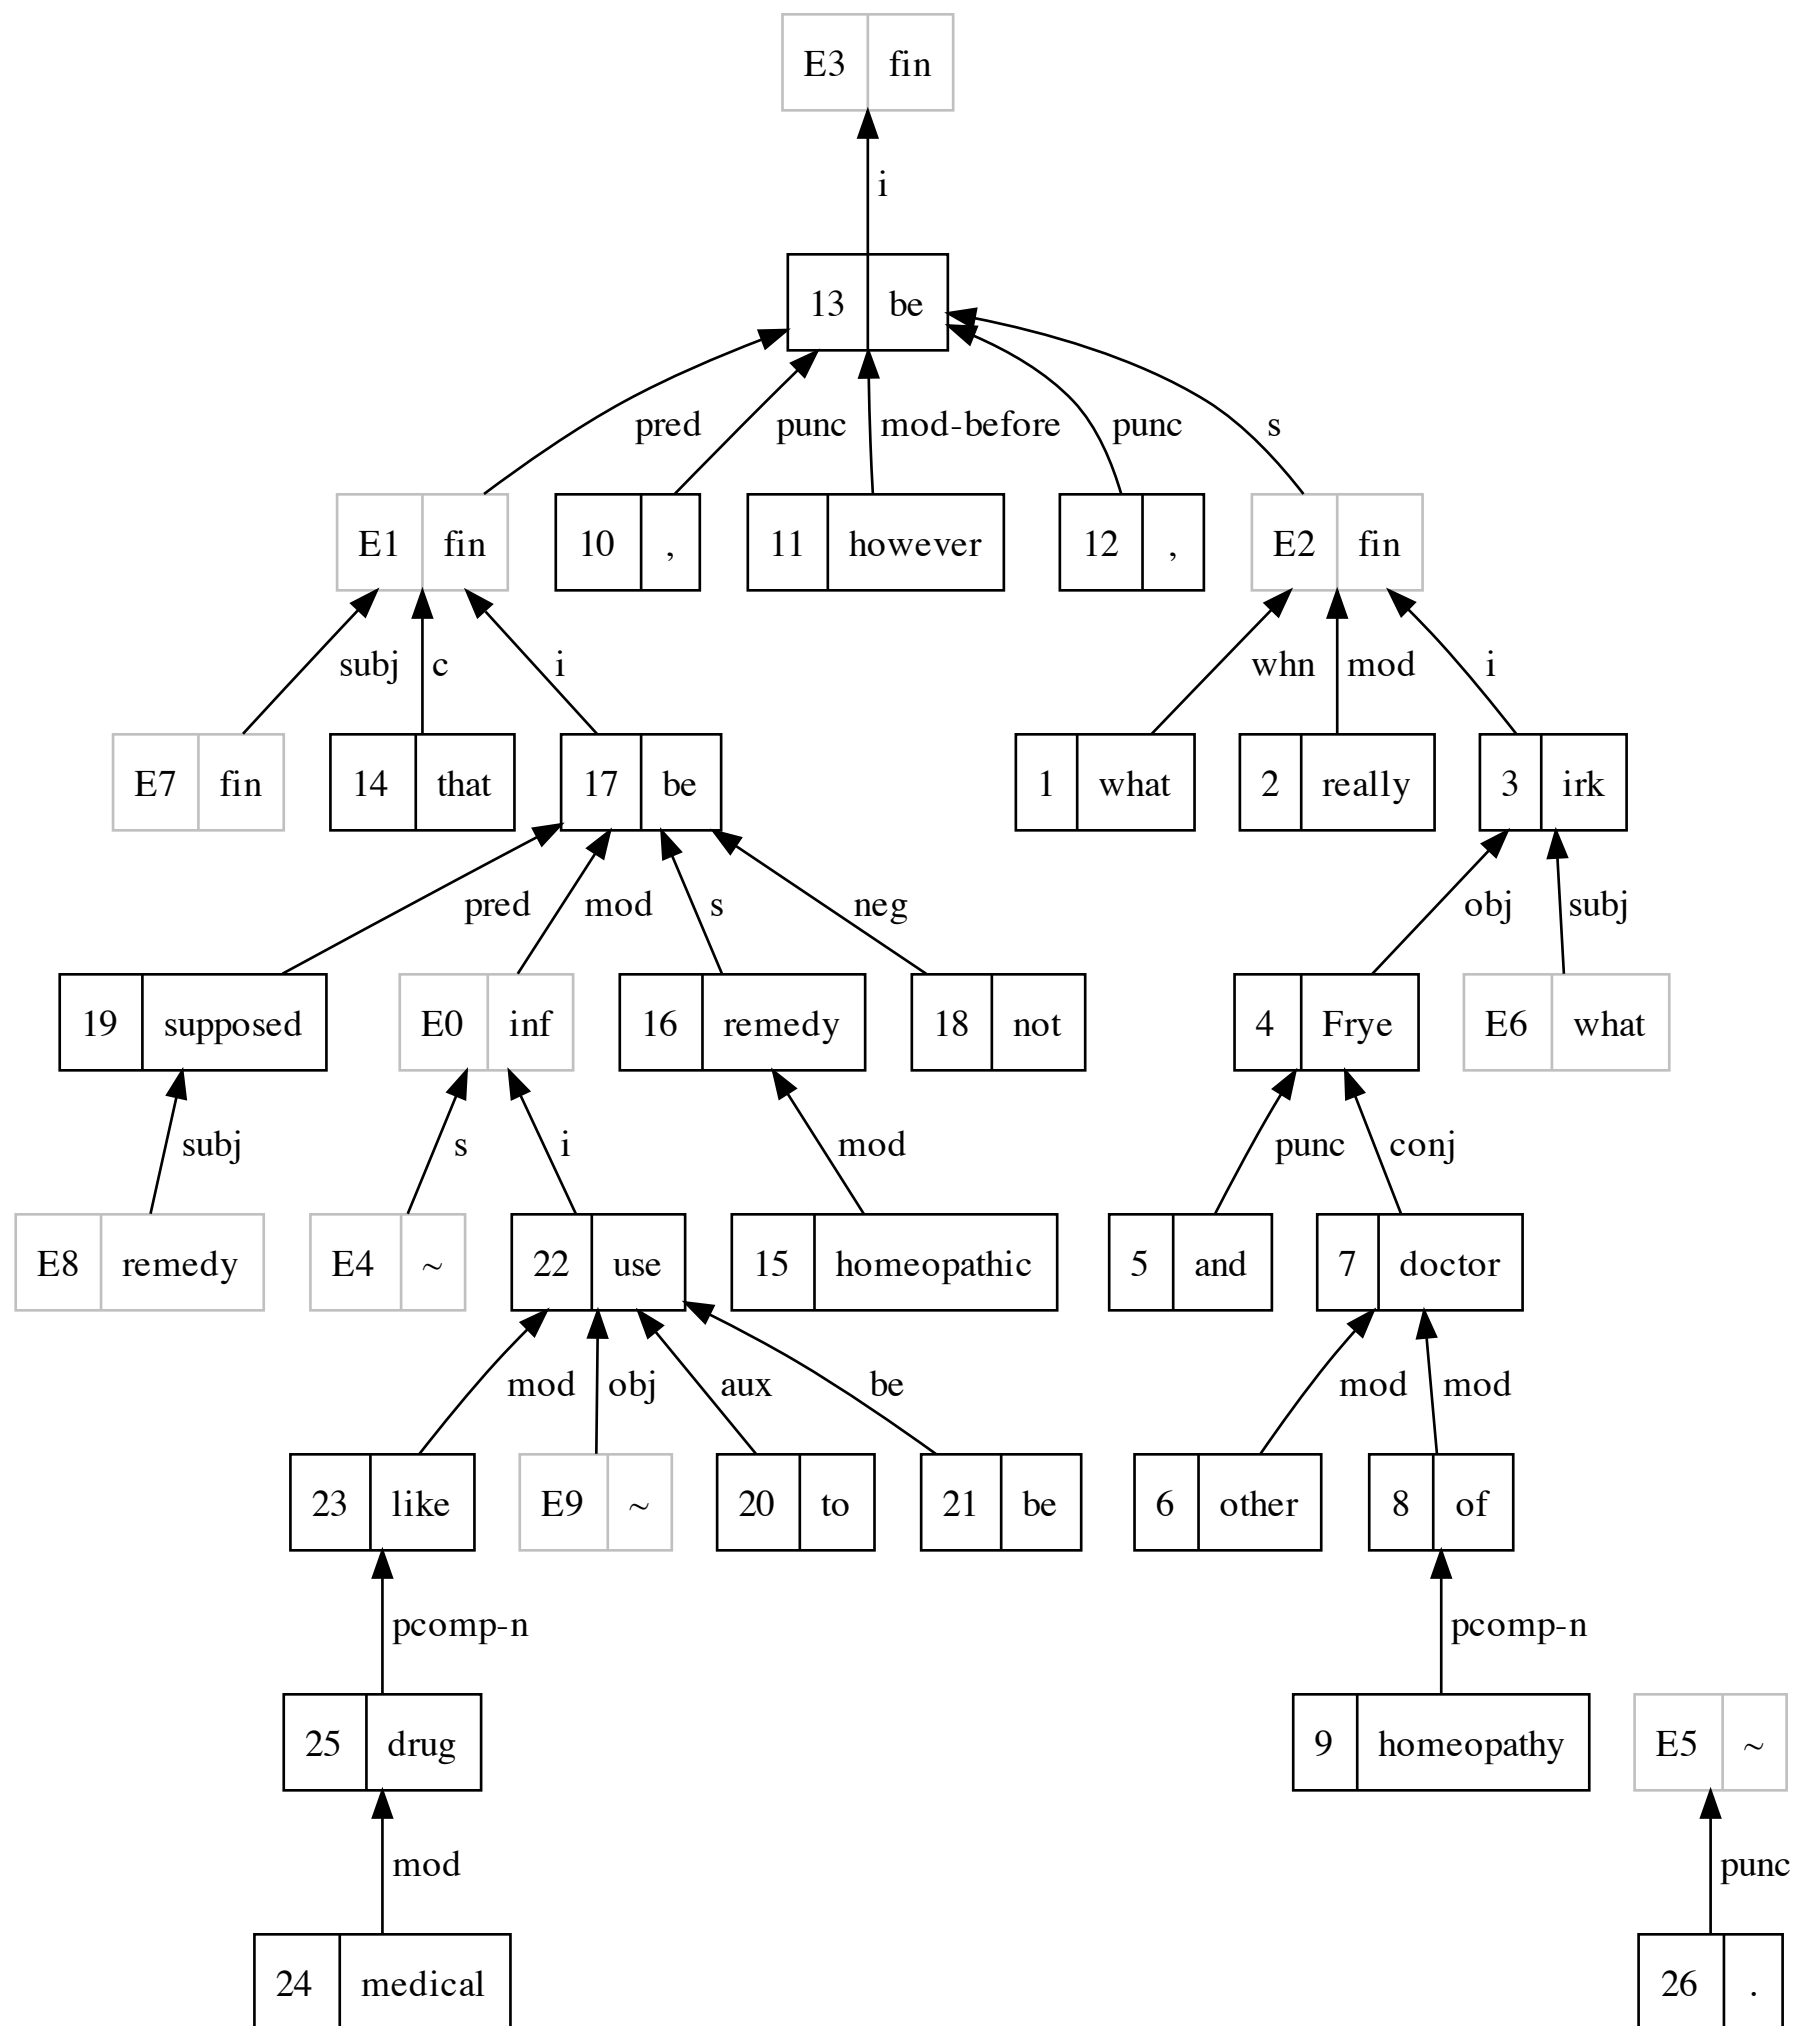 E3 fin
i
13 be
pred punc mod-before punc s
E1 fin 10 , 11 however 12 , E2 fin
subj c i whn mod i
E7 fin 14 that 17 be 1 what 2 really 3 irk
pred mod s neg obj subj
19 supposed E0 inf 16 remedy 18 not 4 Frye E6 what
subj s i mod punc conj
E8 remedy E4 ~ 22 use 15 homeopathic 5 and 7 doctor
mod obj aux be mod mod
23 like E9 ~ 20 to 21 be 6 other 8 of
pcomp-n pcomp-n
25 drug 9 homeopathy E5 ~
mod punc
24 medical 26 .